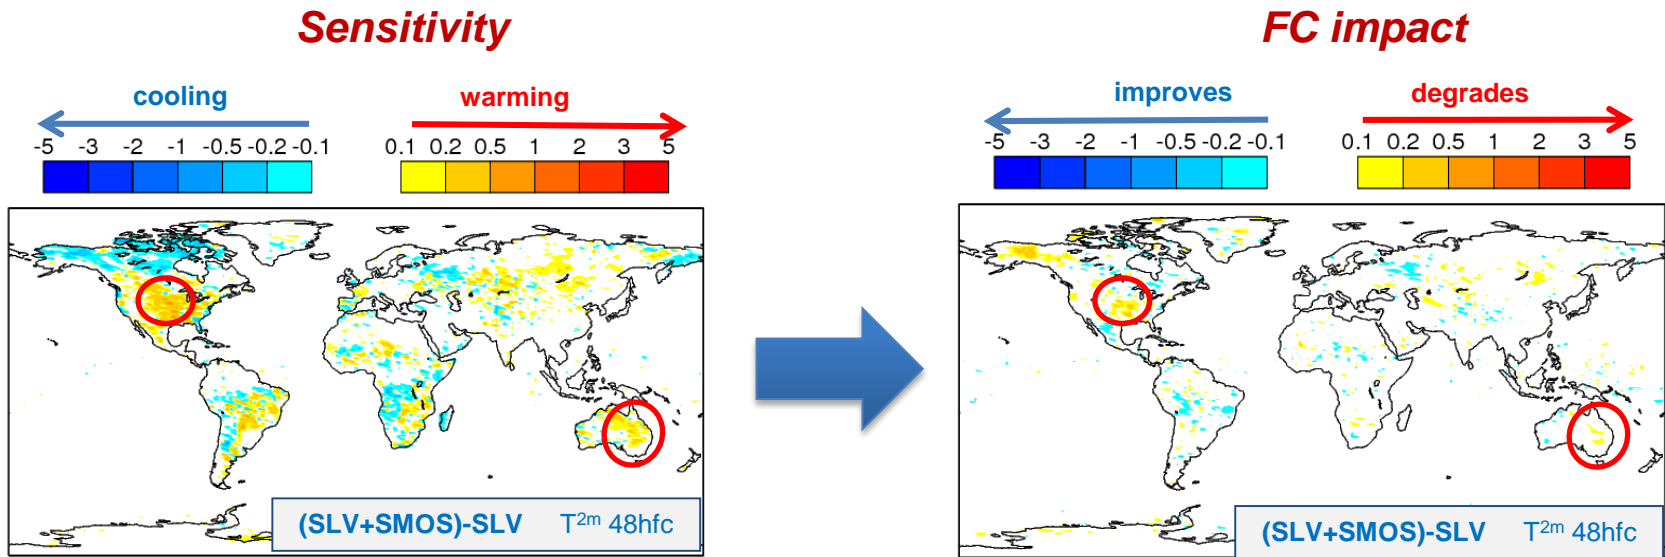 Sensitivity
cooling warming
-5 -3 -2 -1 -0.5 -0.2 -0.1 0.1 0.2 0.5 1 2 3 5
(SLV+SMOS)-SLV T2m 48hfc
FC impact
improves degrades
-5 -3 -2 -1 -0.5 -0.2 -0.1 0.1 0.2 0.5 1 2 3 5
(SLV+SMOS)-SLV T2m 48hfc